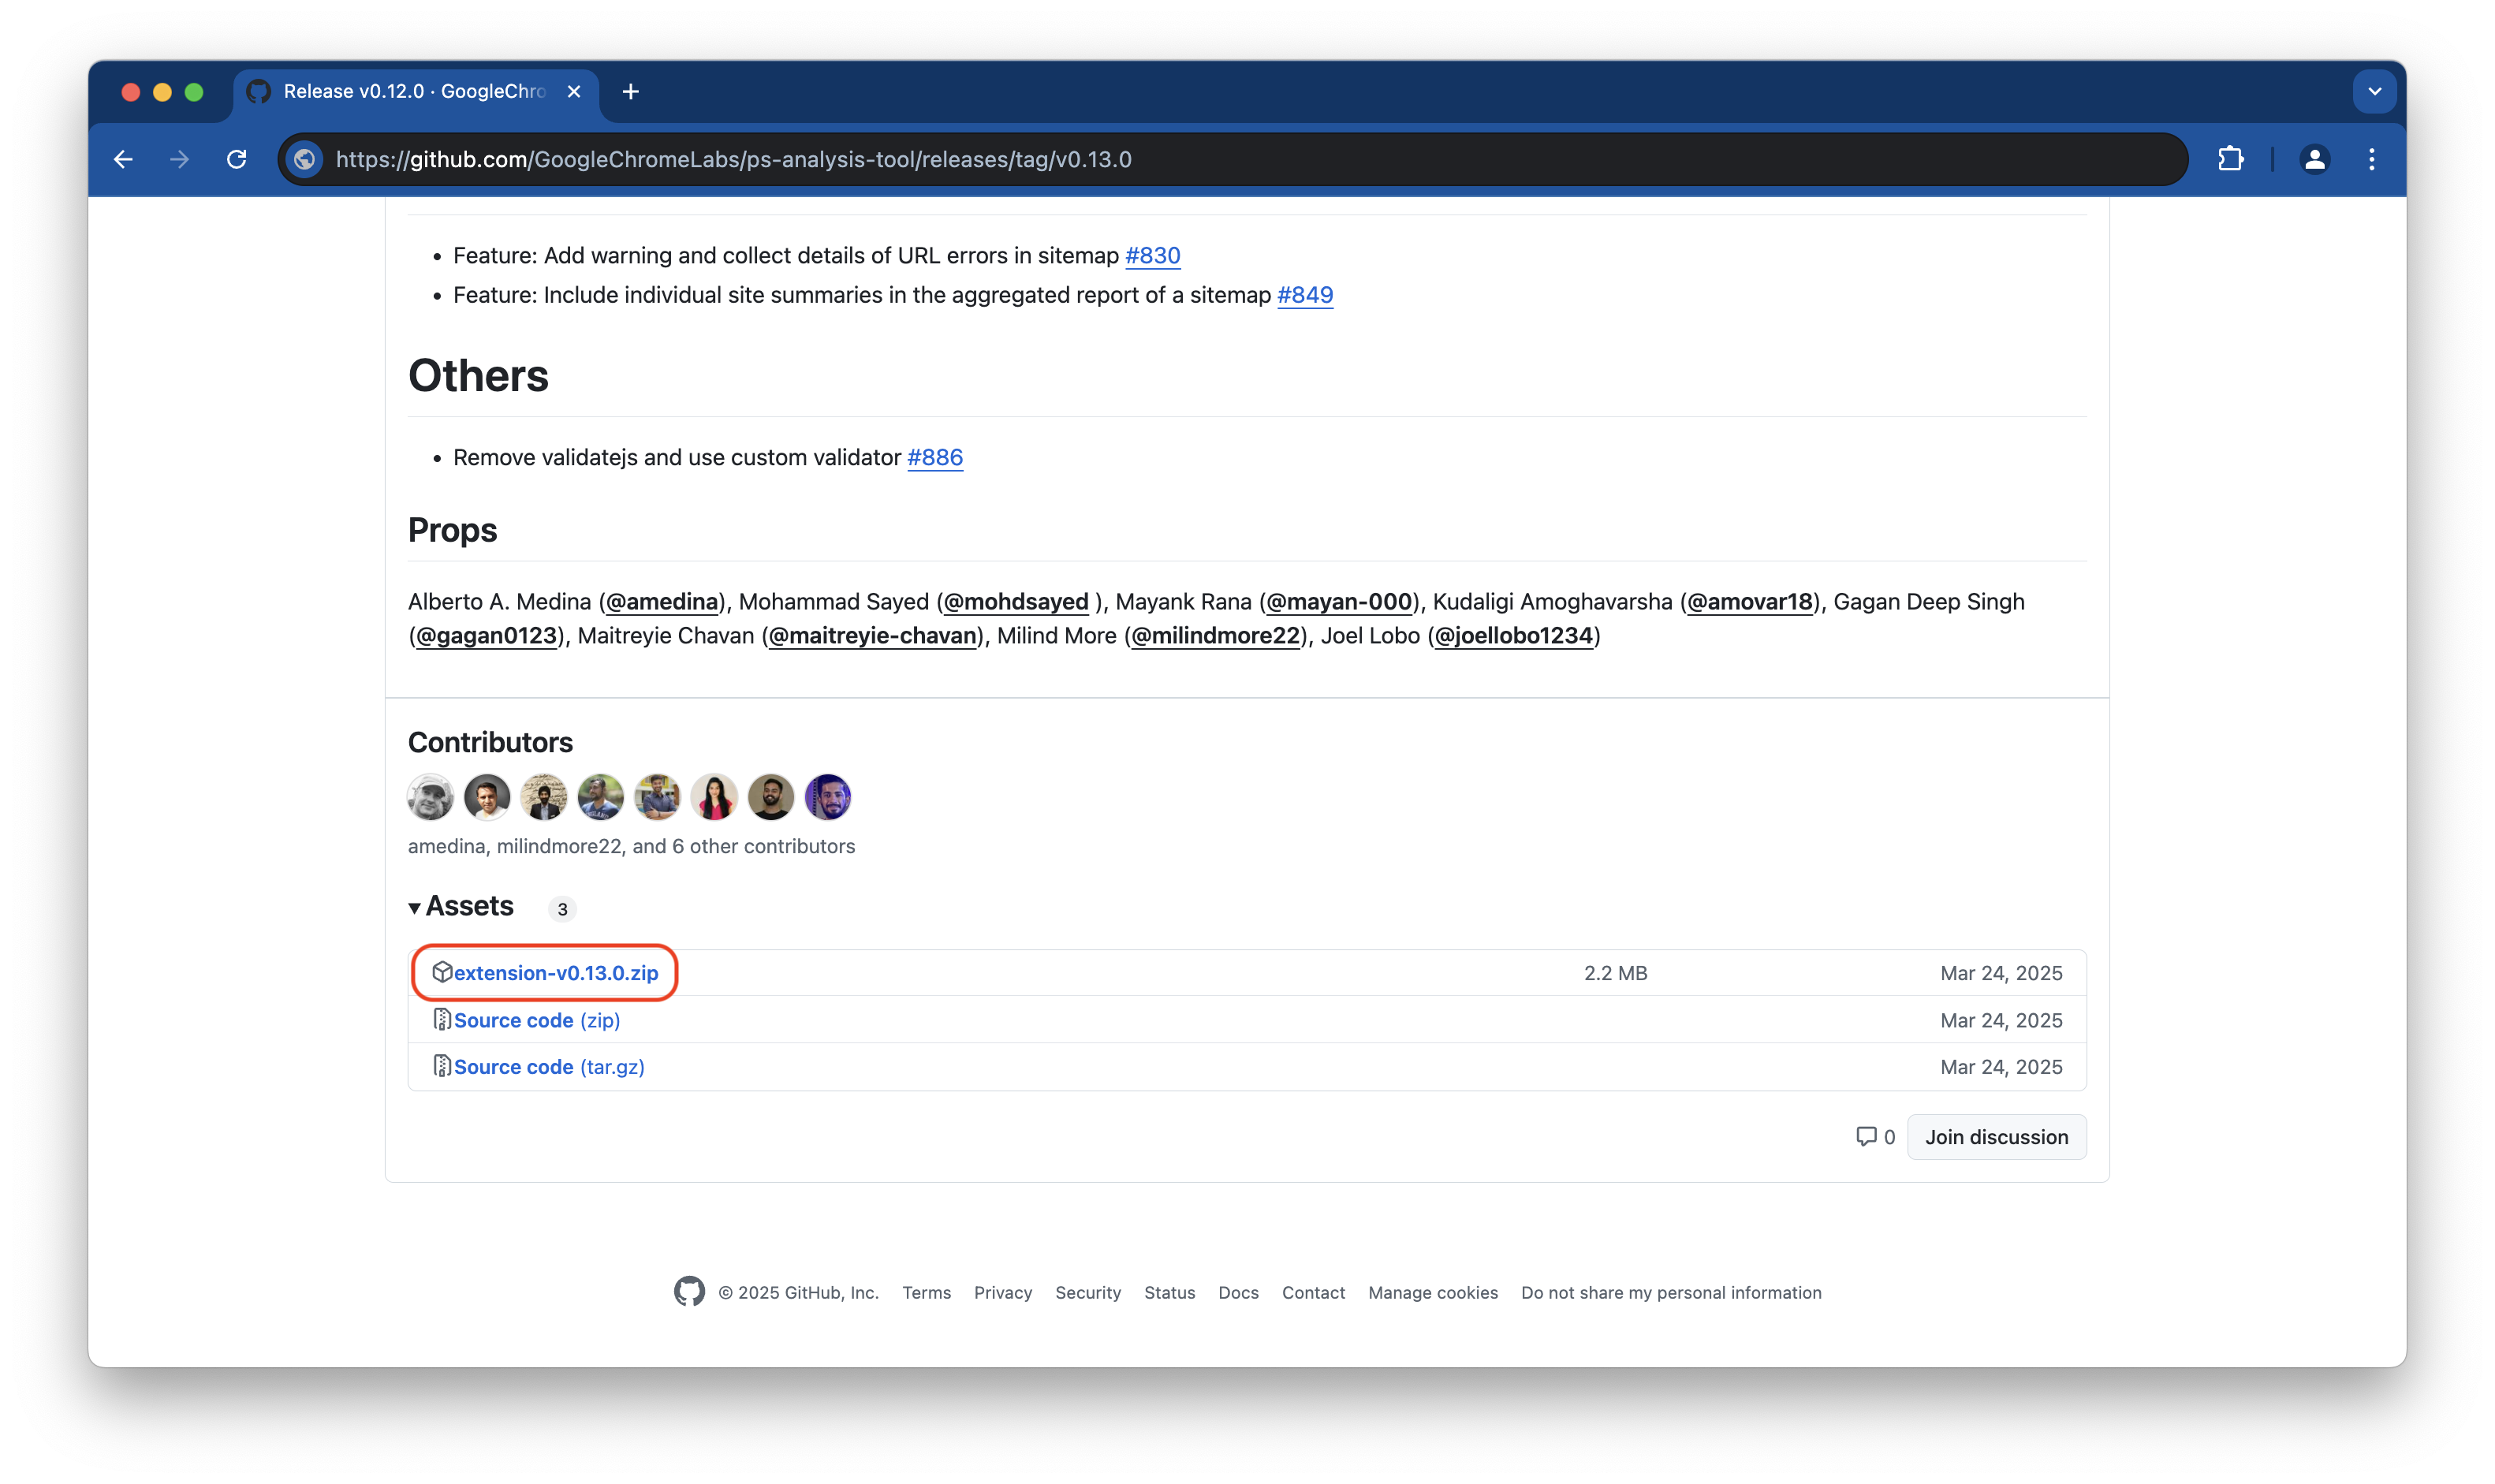 Release v0.12.0 · GoogleChro
https://github.com/GoogleChromeLabs/ps-analysis-tool/releases/tag/v0.13.0
Feature: Add warning and collect details of URL errors in sitemap #830
Feature: Include individual site summaries in the aggregated report of a sitemap #849
Others
Remove validatejs and use custom validator #886
Props
Alberto A. Medina (@amedina), Mohammad Sayed (@mohdsayed ), Mayank Rana (@mayan-000), Kudaligi Amoghavarsha (@amovar18), Gagan Deep Singh
(@gagan0123), Maitreyie Chavan (@maitreyie-chavan), Milind More (@milindmore22), Joel Lobo (@joellobo1234)
Contributors
amedina, milindmore22, and 6 other contributors
Assets 3
extension-v0.13.0.zip 2.2 MB Mar 24, 2025
Source code (zip) Mar 24, 2025
Source code (tar.gz) Mar 24, 2025
0 Join discussion
© 2025 GitHub, Inc. Terms Privacy Security Status Docs Contact Manage cookies Do not share my personal information